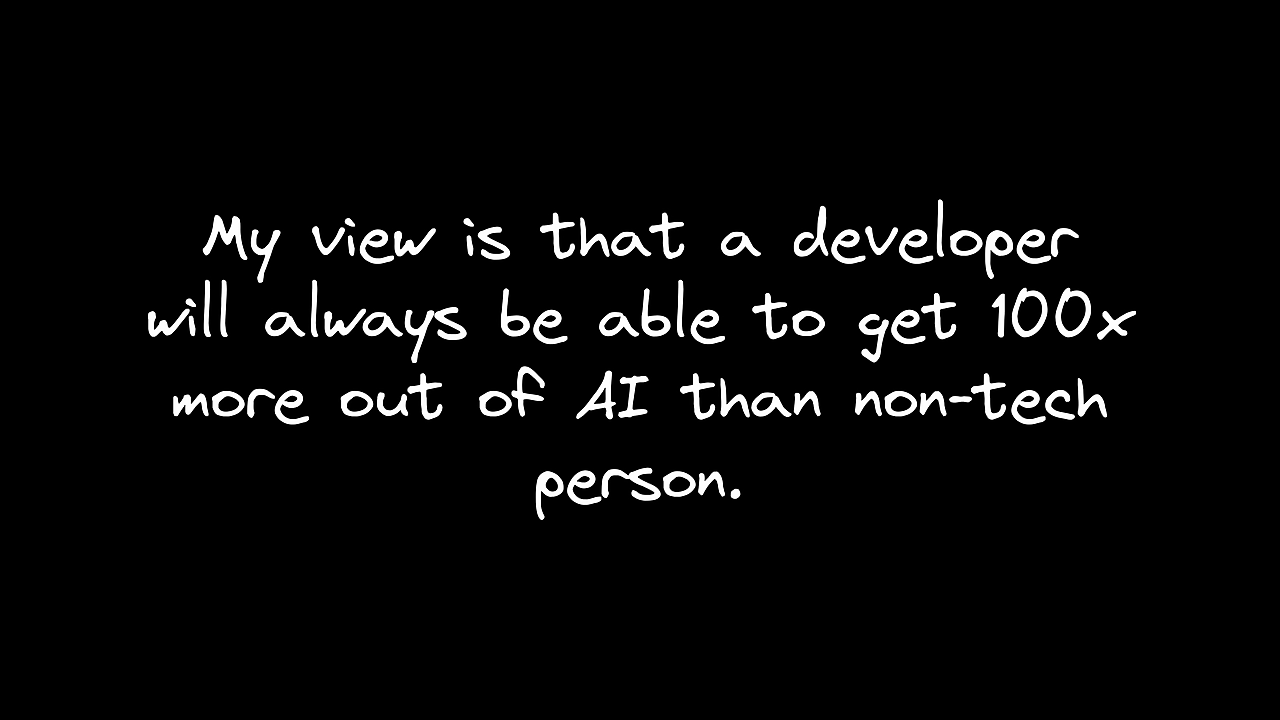 My view is that a developer
will always be able to get 100x
more out of AI than non-tech
person.